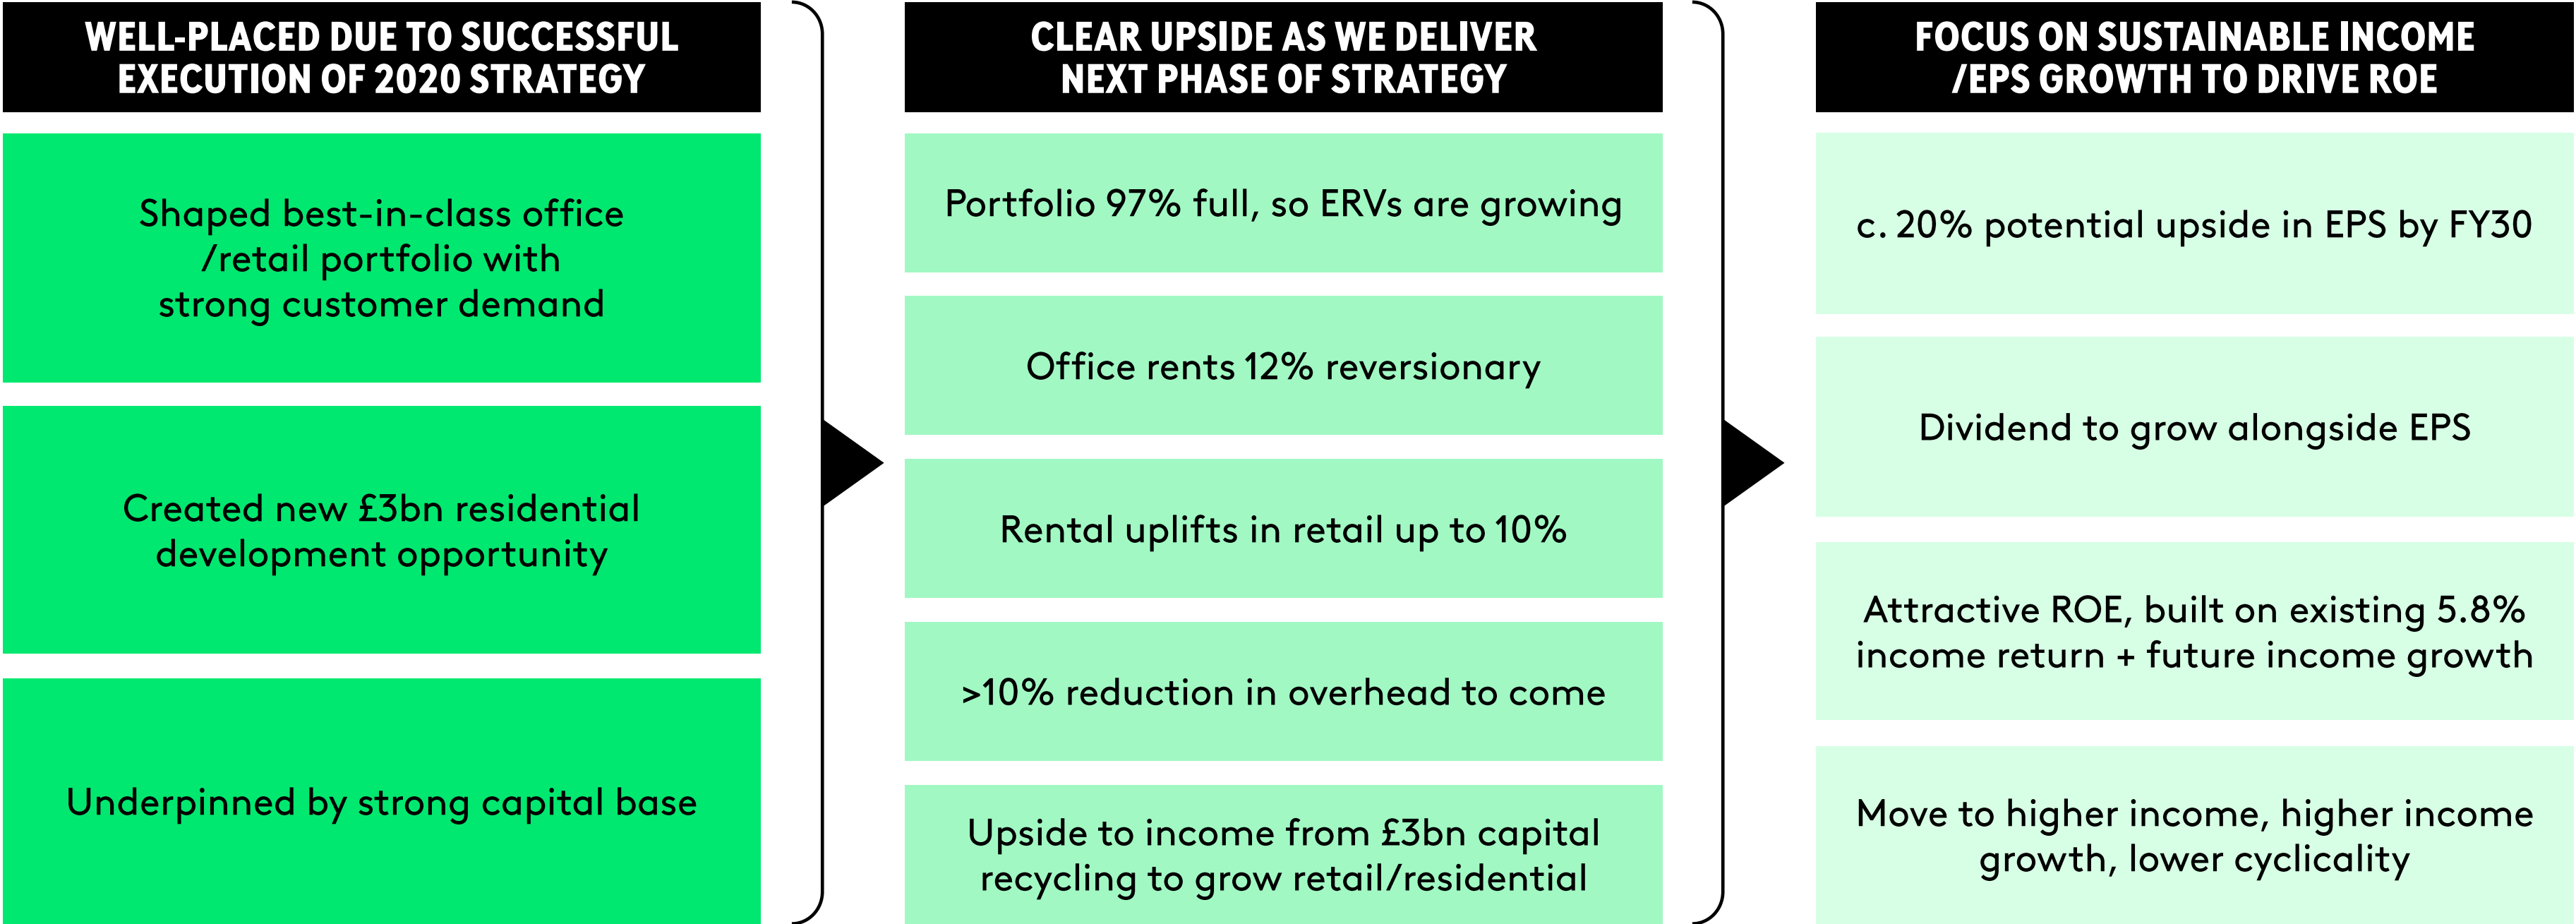 WELL-PLACED DUE TO SUCCESSFUL
EXECUTION OF 2020 STRATEGY
Shaped best-in-class office
/retail portfolio with
strong customer demand
Created new £3bn residential
development opportunity
Underpinned by strong capital base
CLEAR UPSIDE AS WE DELIVER
NEXT PHASE OF STRATEGY
Portfolio 97% full, so ERVs are growing
Office rents 12% reversionary
Rental uplifts in retail up to 10%
>10% reduction in overhead to come
Upside to income from £3bn capital
recycling to grow retail/residential
FOCUS ON SUSTAINABLE INCOME
/EPS GROWTH TO DRIVE ROE
c. 20% potential upside in EPS by FY30
Dividend to grow alongside EPS
Attractive ROE, built on existing 5.8%
income return + future income growth
Move to higher income, higher income
growth, lower cyclicality